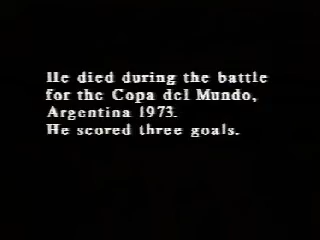 He died during the battle
for the Copa del Mundo,
Argentina 1973.
He scored three goals.